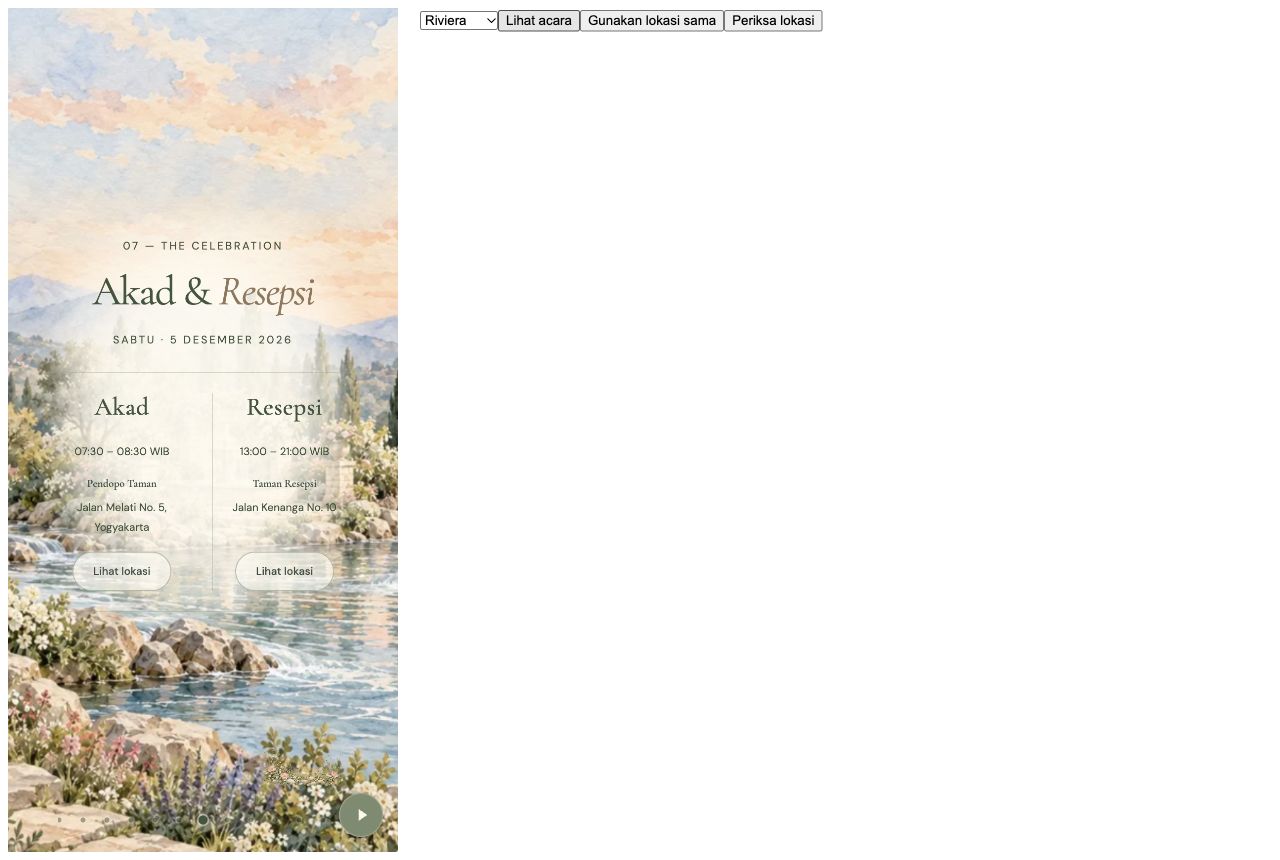 Riviera
Lihat acara
Gunakan lokasi sama
Periksa lokasi
07 — THE CELEBRATION
Akad & Resepsi
SABTU · 5 DESEMBER 2026
Akad
07:30 – 08:30 WIB
Pendopo Taman
Jalan Melati No. 5,
Yogyakarta
Lihat lokasi
Resepsi
13:00 – 21:00 WIB
Taman Resepsi
Jalan Kenanga No. 10
Lihat lokasi